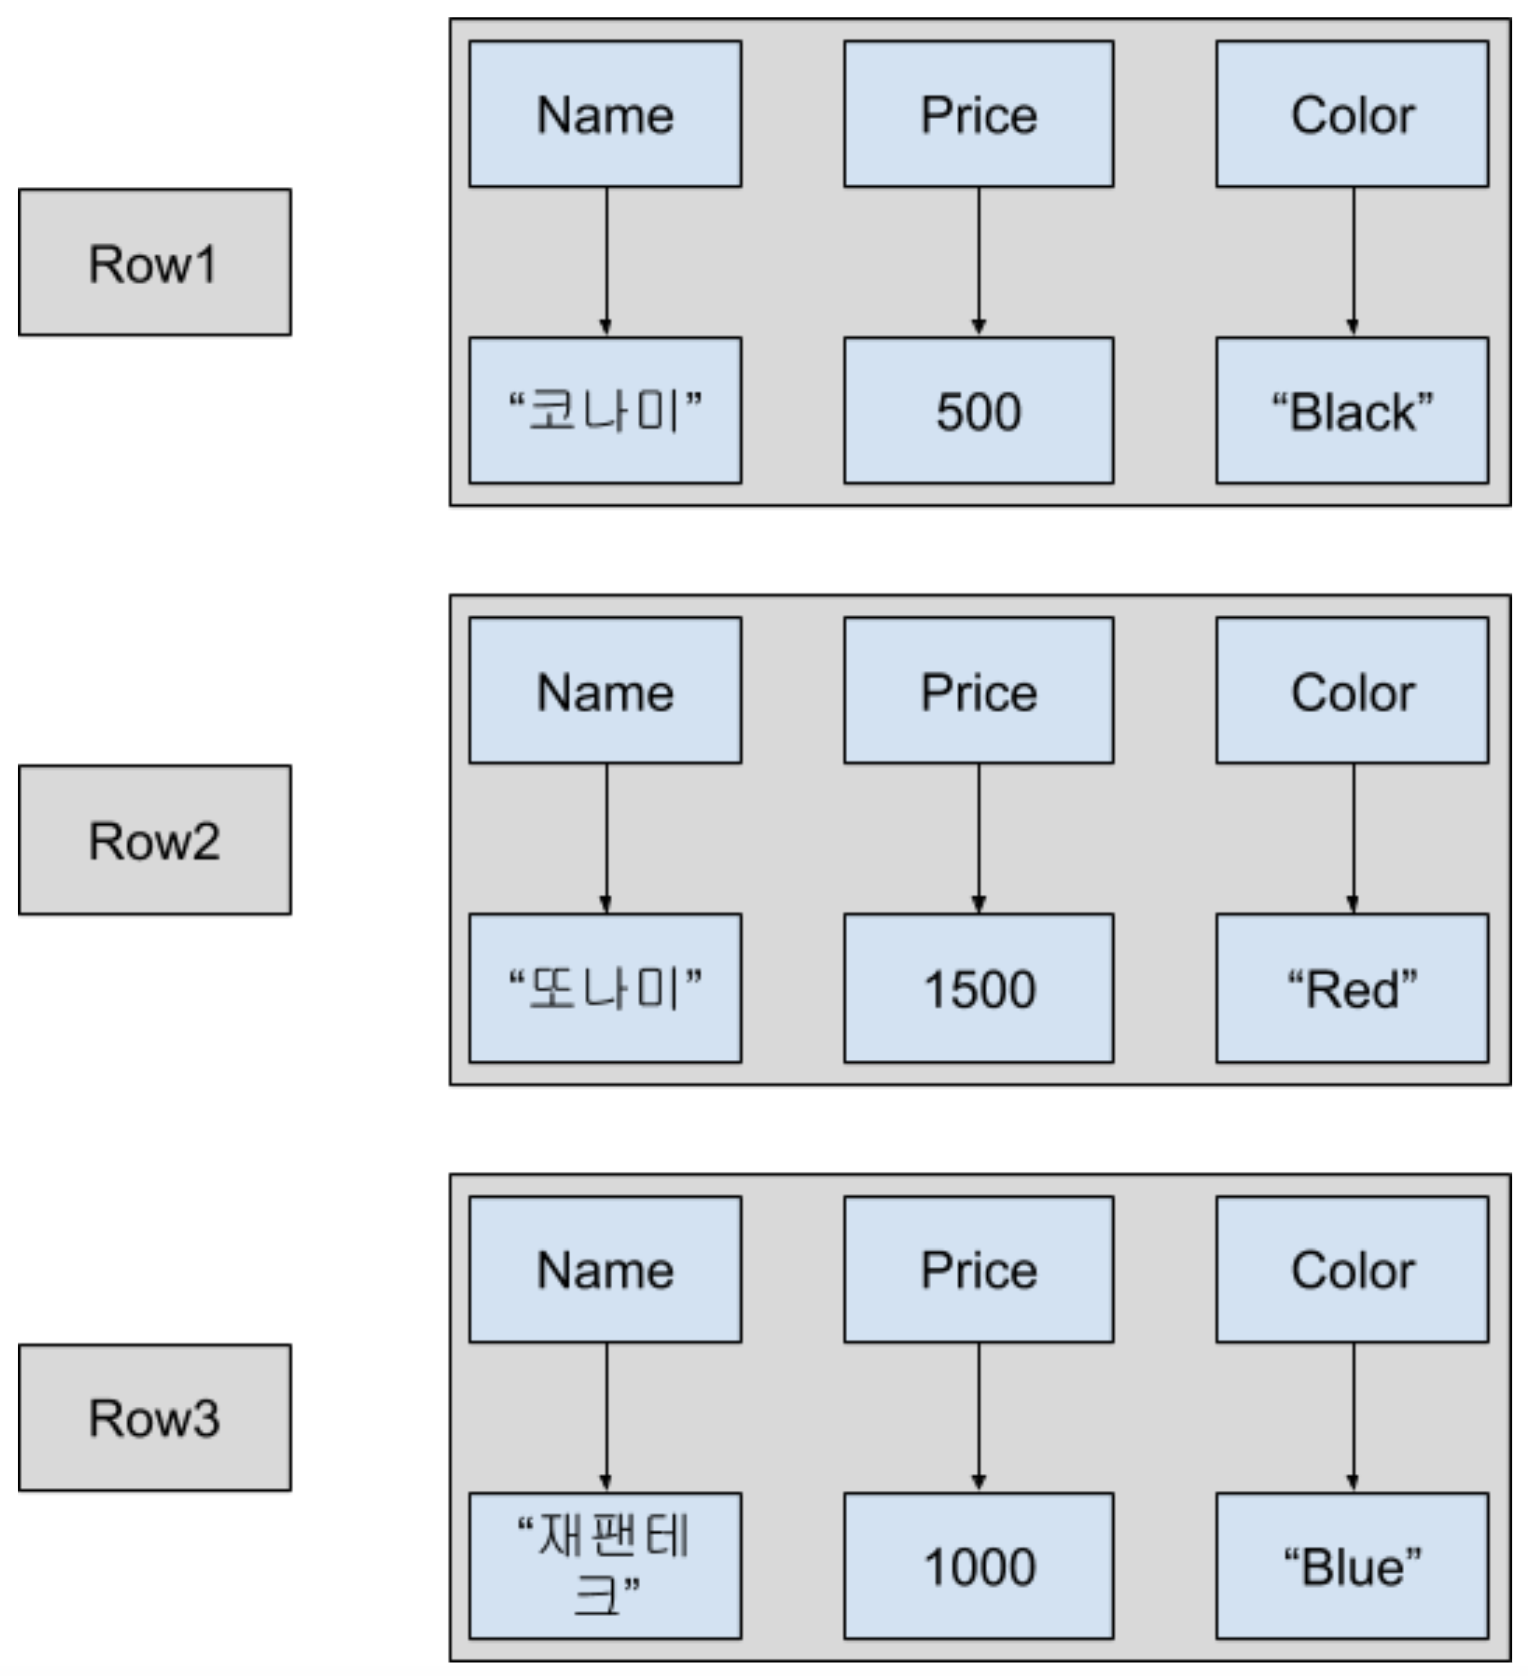 Name Price Color
Row1
“코나미” 500 “Black”
Name Price Color
Row2
“또나미” 1500 “Red”
Name Price Color
Row3
“재팬테
크” 1000 “Blue”